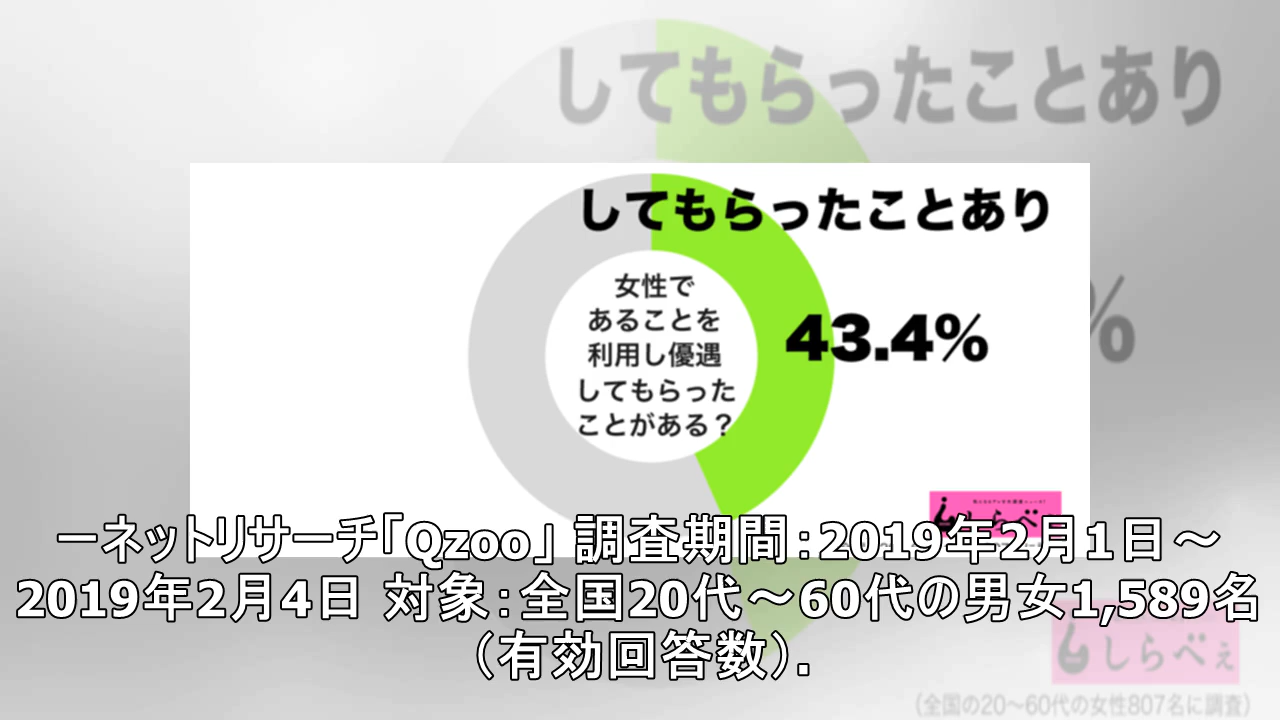 してもらったことあり
してもらったことあり
女性で
あることを
利用し優遇
してもらった
ことがある？
43.4%
%
しらべぇ
ーネットリサーチ「Qzoo」 調査期間：2019年2月1日～
2019年2月4日 対象：全国20代～60代の男女1,589名
（有効回答数）.
しらべぇ
（全国の20～60代の女性807名に調査）